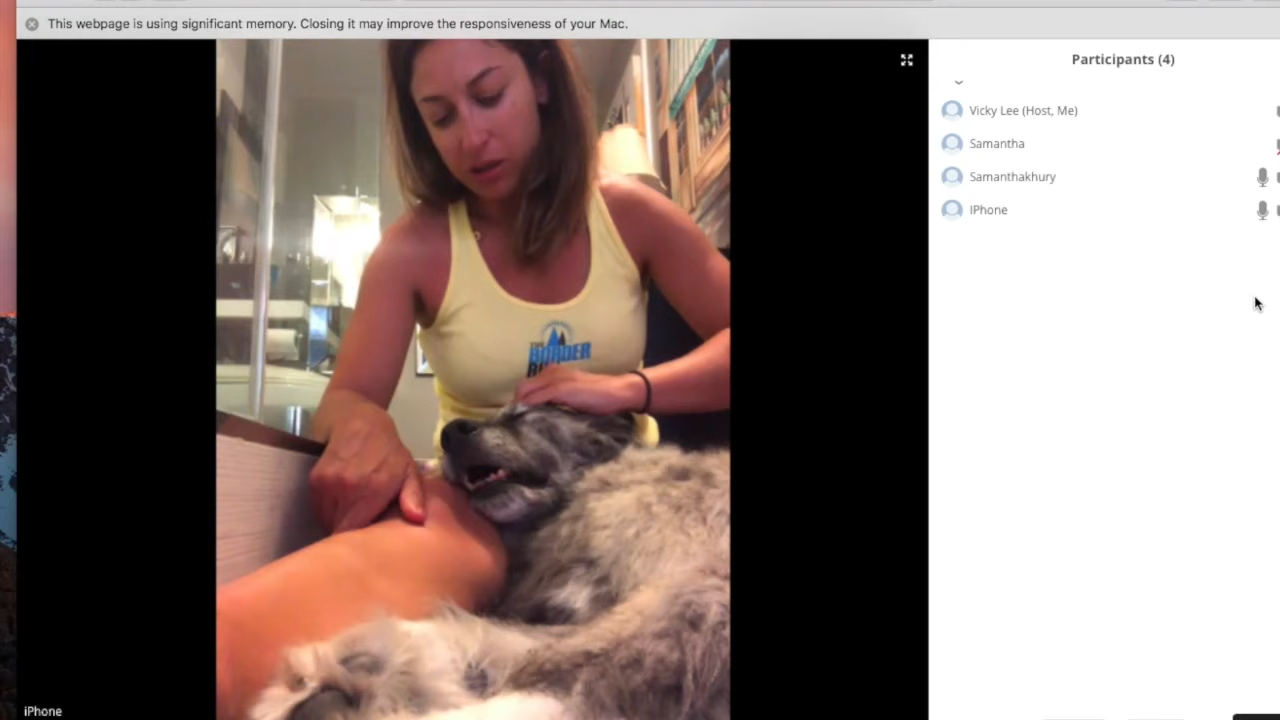 This webpage is using significant memory. Closing it may improve the responsiveness of your Mac.
Participants (4)
Vicky Lee (Host, Me)
Samantha
Samanthakhury
IPhone
THE
BORDER
iPhone